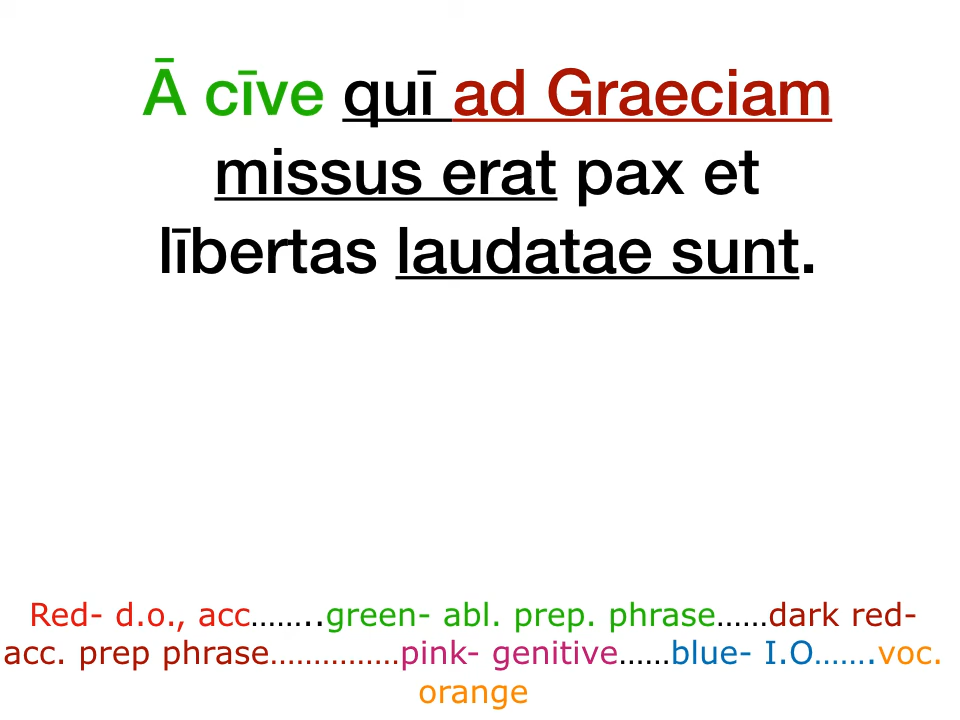 Ā cīve quī ad Graeciam
missus erat pax et
lībertas laudatae sunt.
Red- d.o., acc……..green- abl. prep. phrase……dark red-
acc. prep phrase……………pink- genitive……blue- I.O…….voc.
orange